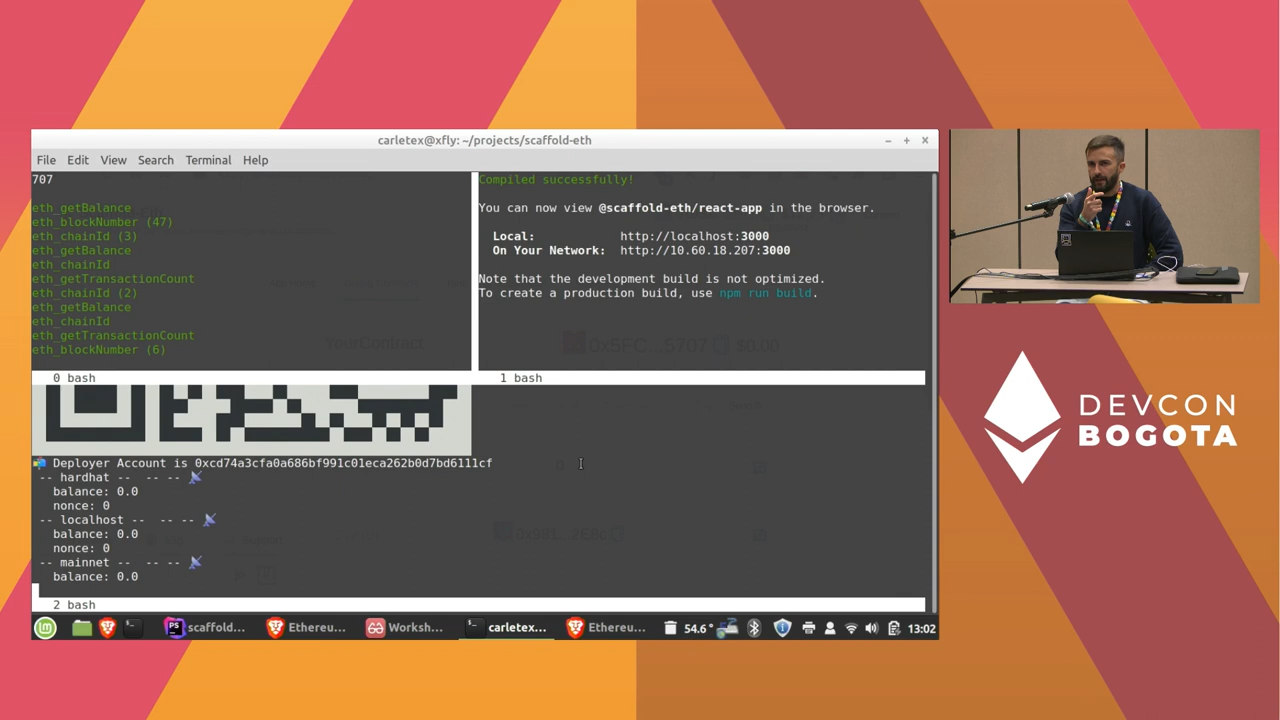 carletex@xfly: ~/projects/scaffold-eth
File Edit View Search Terminal Help
707
eth_getBalance
eth_blockNumber (47)
eth_chainId (3)
eth_getBalance
eth_chainId
eth_getTransactionCount
eth_chainId (2)
eth_getBalance
eth_chainId
eth_getTransactionCount
eth_blockNumber (6)
0 bash
Compiled successfully!
You can now view @scaffold-eth/react-app in the browser.
Local: http://localhost:3000
On Your Network: http://10.60.18.207:3000
Note that the development build is not optimized.
To create a production build, use npm run build.
1 bash
YourContract
0x5FC...5707 $0.00
Deployer Account is 0xcd74a3cfa0a686bf991c01eca262b0d7bd6111cf
-- hardhat -- -- --
balance: 0.0
nonce: 0
-- localhost -- -- --
balance: 0.0
nonce: 0
-- mainnet -- -- --
balance: 0.0
2 bash
scaffold... Ethereu... Worksh... carletex... Ethereu... 54.6° 13:02
DEVCON
BOGOTA